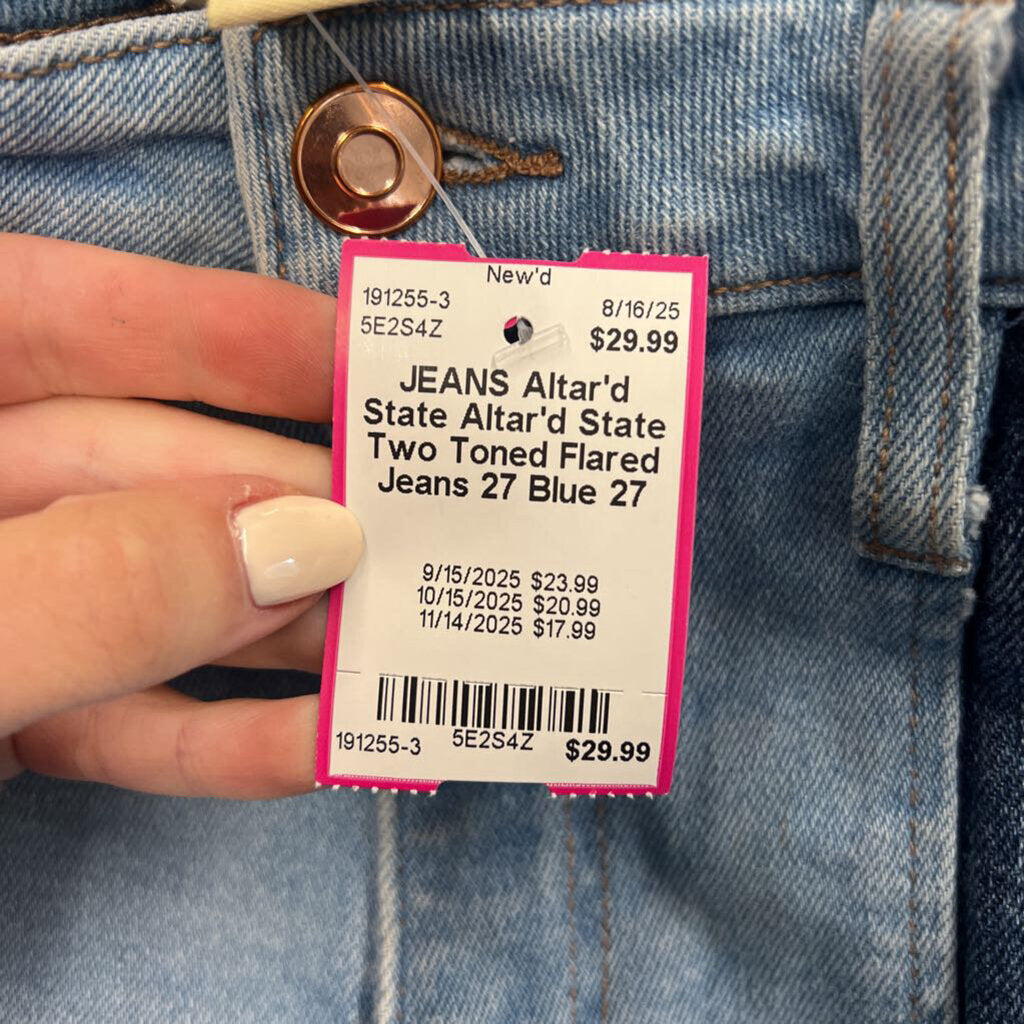 New'd
191255-3 8/16/25
5E2S4Z $29.99
JEANS Altar'd
State Altar'd State
Two Toned Flared
Jeans 27 Blue 27
9/15/2025 $23.99
10/15/2025 $20.99
11/14/2025 $17.99
191255-3 5E2S4Z $29.99